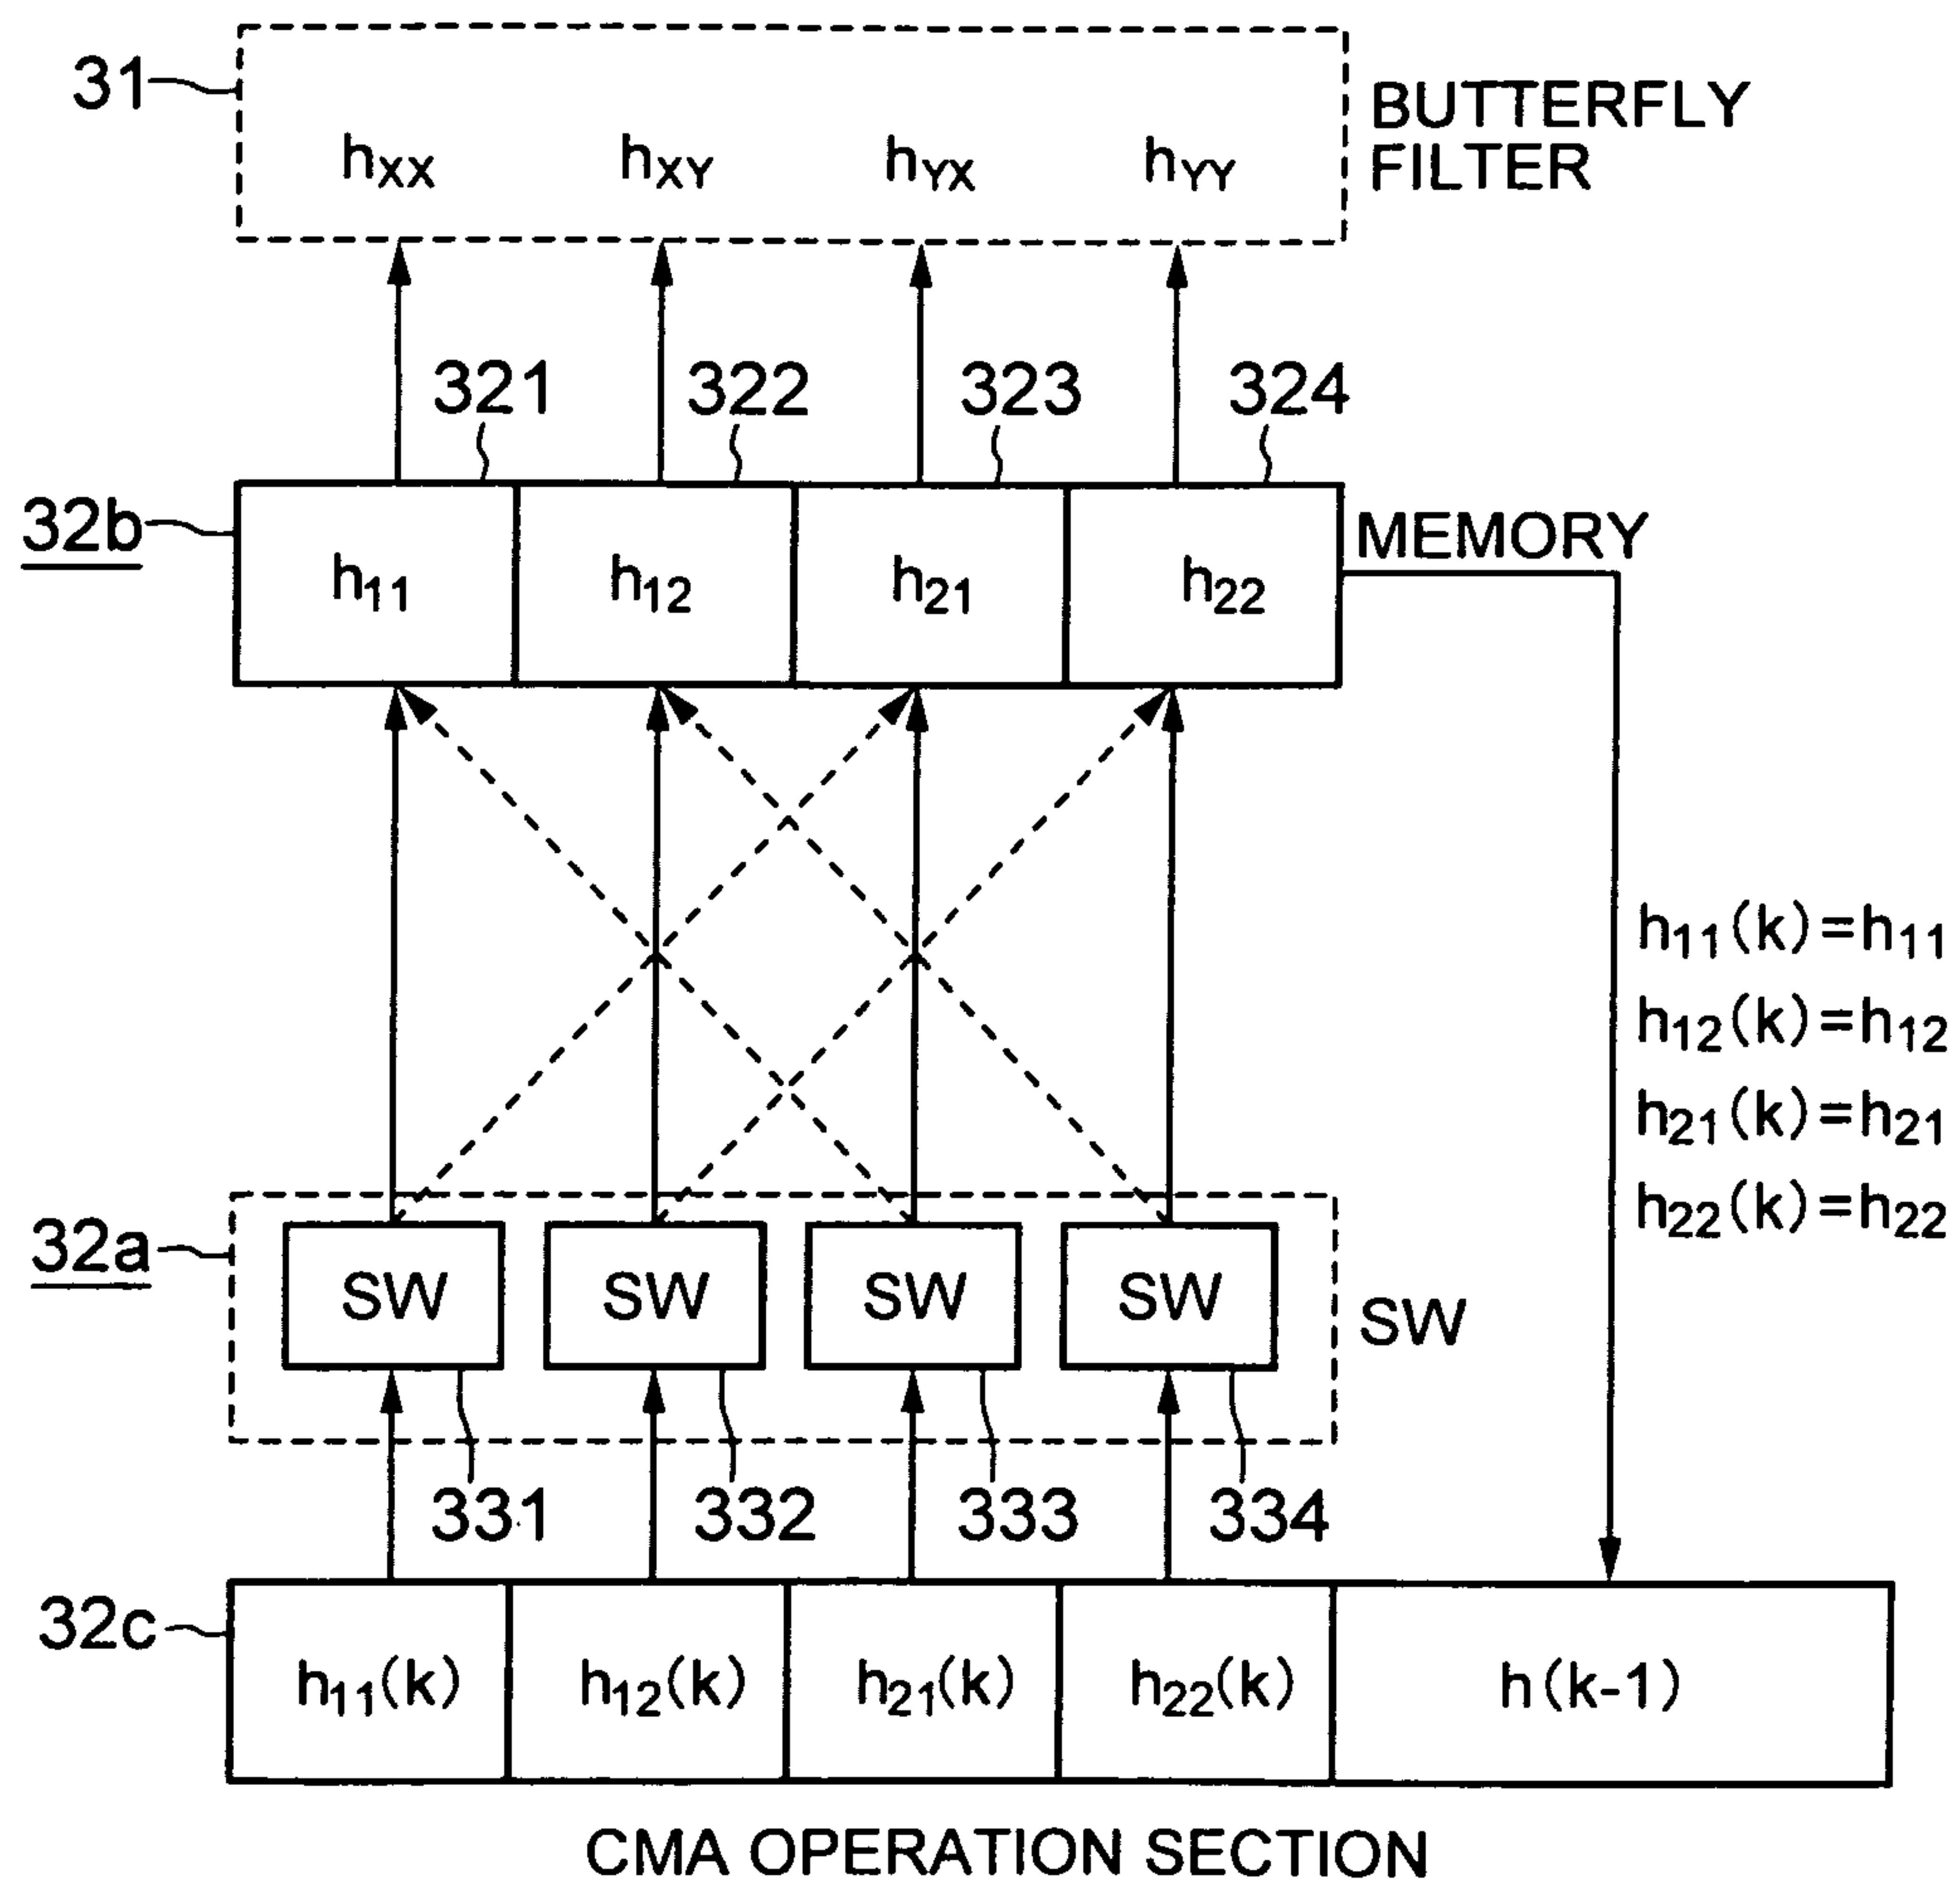 31
BUTTERFLY
FILTER
hXX hXY hYX hYY
321 322 323 324
32b
MEMORY
h11 h12 h21 h22
h11(k)=h11
h12(k)=h12
h21(k)=h21
h22(k)=h22
32a
SW SW SW SW
SW
331 332 333 334
32c
h11(k) h12(k) h21(k) h22(k) h(k-1)
CMA OPERATION SECTION